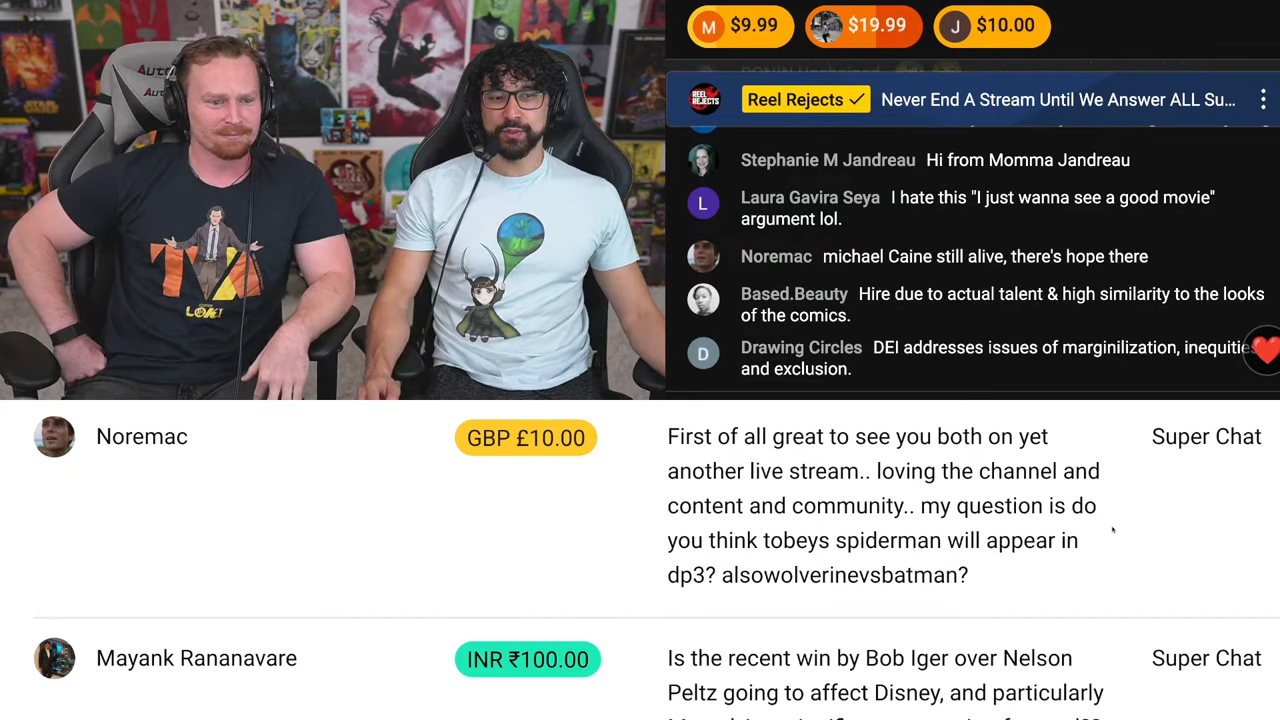 M $9.99
$19.99
J $10.00
REEL REJECTS
Reel Rejects Never End A Stream Until We Answer ALL Su...
Stephanie M Jandreau Hi from Momma Jandreau
L Laura Gavira Seya I hate this "I just wanna see a good movie"
argument lol.
Noremac michael Caine still alive, there's hope there
Based.Beauty Hire due to actual talent & high similarity to the looks
of the comics.
D Drawing Circles DEI addresses issues of marginilization, inequitie
and exclusion.
TVA
LOKI
Noremac GBP £10.00 First of all great to see you both on yet Super Chat
another live stream.. loving the channel and
content and community.. my question is do
you think tobeys spiderman will appear in
dp3? alsowolverinevsbatman?
Mayank Rananavare INR ₹100.00 Is the recent win by Bob Iger over Nelson Super Chat
Peltz going to affect Disney, and particularly